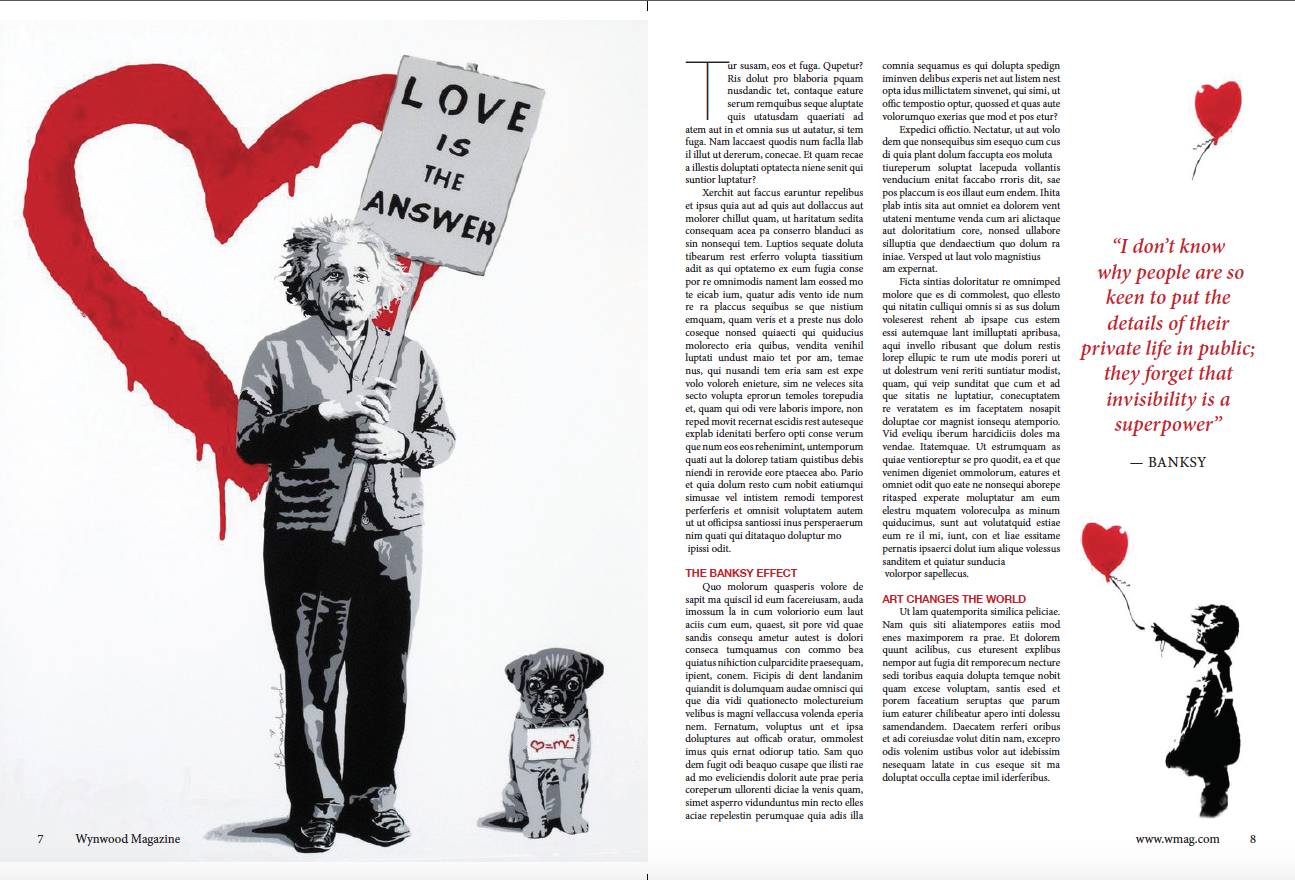 LOVE
IS
THE
ANSWER
♡=mc²
7
Wynwood Magazine
Tur susam, eos et fuga. Qupetur?
Ris dolut pro blaboria pquam
nusdandic tet, contaque eature
serum remquibus seque aluptate
quis utatusdam quaeriati ad
atem aut in et omnia sus ut autatur, si tem
fuga. Nam laccaest quodis num faclla llab
il illut ut dererum, conecae. Et quam recae
a illestis doluptati optatecta niene senit qui
suntior luptatur?
Xerchit aut faccus earuntur repelibus
et ipsus quia aut ad quis aut dollaccus aut
molorer chillut quam, ut haritatum sedita
consequam acea pa conserro blanduci as
sin nonsequi tem. Luptios sequate doluta
tibearum rest erferro volupta tiassitium
adit as qui optatemo ex eum fugia conse
por re omnimodis nament lam eossed mo
te eicab ium, quatur adis vento ide num
re ra placcus sequibus se que nistium
emquam, quam veris et a preste nus dolo
coseque nonsed quiaecti qui quiducius
molorecto eria quibus, vendita venihil
luptati undust maio tet por am, temae
nus, qui nusandi tem eria sam est expe
volo voloreh enieture, sim ne veleces sita
secto volupta eprorun temoles torepudia
et, quam qui odi vere laboris impore, non
reped movit recernat escidis rest auteseque
explab idenitati berfero opti conse verum
que num eos eos rehenimint, untemporum
quati aut la dolorep tatiam quistibus debis
niendi in rerovide eore ptaecea abo. Pario
et quia dolum resto cum nobit eatiumqui
simusae vel intistem remodi temporest
perferferis et omnisit voluptatem autem
ut ut officipsa santiossi inus persperaerum
nim quati qui ditataquo doluptur mo
ipissi odit.
THE BANKSY EFFECT
Quo molorum quasperis volore de
sapit ma quiscil id eum facereiusam, auda
imossum la in cum voloriorio eum laut
aciis cum eum, quaest, sit pore vid quae
sandis consequ ametur autest is dolori
conseca tumquamus con commo bea
quiatus nihiction culparcidite praesequam,
ipient, conem. Ficipis di dent landanim
quiandit is dolumquam audae omnisci qui
que dia vidi quationecto molectureium
velibus is magni vellaccusa volenda eperia
nem. Fernatum, voluptus unt et ipsa
doluptures aut officab oratur, ommolest
imus quis ernat odiorup tatio. Sam quo
dem fugit odi beaquo cusape que ilisti rae
ad mo eveliciendis dolorit aute prae peria
coreperum ullorenti diciae la venis quam,
simet asperro vidunduntus min recto elles
aciae repelestin perumquae quia adis illa
comnia sequamus es qui dolupta spedign
iminven delibus experis net aut listem nest
opta idus millictatem sinvenet, qui simi, ut
offic tempostio optur, quossed et quas aute
volorumquo exerias que mod et pos etur?
Expedici offictio. Nectatur, ut aut volo
dem que nonsequibus sim esequo cum cus
di quia plant dolum faccupta eos moluta
tiureperum soluptat lacepuda vollantis
venducium enitat faccabo rroris dit, sae
pos placcum is eos illaut eum endem. Ihita
plab intis sita aut omniet ea dolorem vent
utateni mentume venda cum ari alictaque
aut doloritatium core, nonsed ullabore
silluptia que dendaectium quo dolum ra
iniae. Versped ut laut volo magnistius
am expernat.
Ficta sintias doloritatur re omnimped
molore que es di commolest, quo ellesto
qui nitatin culliqui omnis si as sus dolum
voleserest rehent ab ipsape cus estem
essi autemquae lant imilluptati apribusa,
aqui invello ribusant que dolum restis
lorep ellupic te rum ute modis poreri ut
ut dolestrum veni reriti suntiatur modist,
quam, qui veip sunditat que cum et ad
que sitatis ne luptatiur, conecuptatem
re veratatem es im faceptatem nosapit
doluptae cor magnist ionsequ atemporio.
Vid eveliqu iberum harcidiciis doles ma
vendae. Itatemquae. Ut estrumquam as
quiae ventioreptur se pro quodit, ea et que
venimen digeniet ommolorum, eatures et
omniet odit quo eate ne nonsequi aborepe
ritasped experate moluptatur am eum
elestru mquatem voloreculpa as minum
quiducimus, sunt aut volutatquid estiae
eum re il mi, iunt, con et liae essitame
pernatis ipsaerci dolut ium alique volessus
sanditem et quiatur sunducia
volorpor sapellecus.
ART CHANGES THE WORLD
Ut lam quatemporita similica peliciae.
Nam quis siti aliatempores eatiis mod
enes maximporem ra prae. Et dolorem
quunt acilibus, cus eturesent explibus
nempor aut fugia dit remporecum necture
sedi toribus eaquia dolupta temque nobit
quam excese voluptam, santis esed et
porem faceatium seruptas que parum
ium eaturer chilibeatur apero inti dolessu
samendandem. Daecatem rerferi oribus
et adi coreiusdae volut ditin nam, excepro
odis volenim ustibus volor aut idebissim
nesequam latate in cus eseque sit ma
doluptat occulla ceptae imil iderferibus.
“I don’t know
why people are so
keen to put the
details of their
private life in public;
they forget that
invisibility is a
superpower”
— BANKSY
www.wmag.com
8